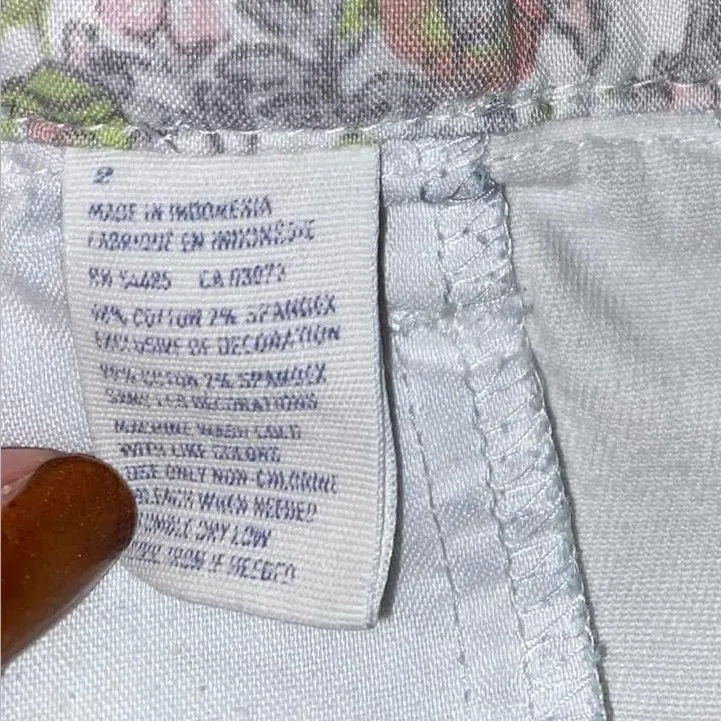 2
MADE IN INDONESIA
FABRIQUÉ EN INDONÉSIE
RN 54485 CA 03073
98% COTTON 2% SPANDEX
EXCLUSIVE OF DECORATION
98% COTON 2% SPANDEX
SANS LES DECORATIONS
MACHINE WASH COLD
WITH LIKE COLORS
USE ONLY NON-CHLORINE
BLEACH WHEN NEEDED
TUMBLE DRY LOW
IRON IF NEEDED